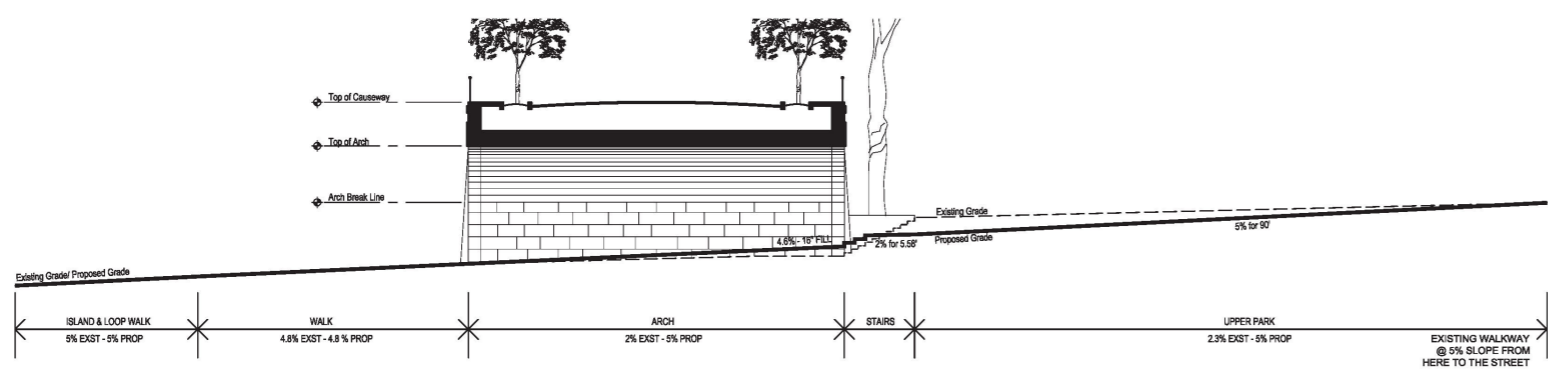 Top of Causeway
Top of Arch
Arch Break Line
Existing Grade
4.6% - 16" FILL
2% for 5.58'
Proposed Grade
5% for 90'
Existing Grade/ Proposed Grade
ISLAND & LOOP WALK
5% EXST - 5% PROP
WALK
4.8% EXST - 4.8 % PROP
ARCH
2% EXST - 5% PROP
STAIRS
UPPER PARK
2.3% EXST - 5% PROP
EXISTING WALKWAY
@ 5% SLOPE FROM
HERE TO THE STREET